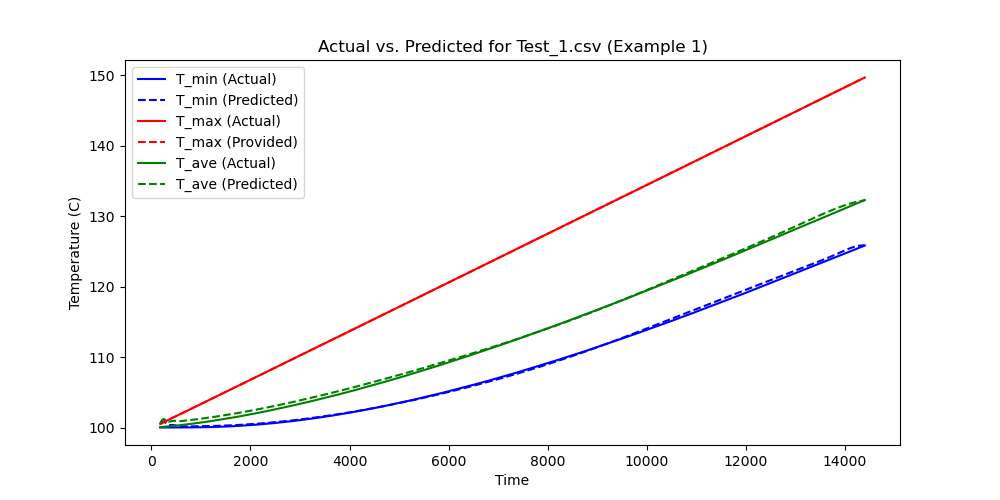 Actual vs. Predicted for Test_1.csv (Example 1)
T_min (Actual)
T_min (Predicted)
T_max (Actual)
T_max (Provided)
T_ave (Actual)
T_ave (Predicted)
150
140
130
120
110
100
Temperature (C)
0 2000 4000 6000 8000 10000 12000 14000
Time